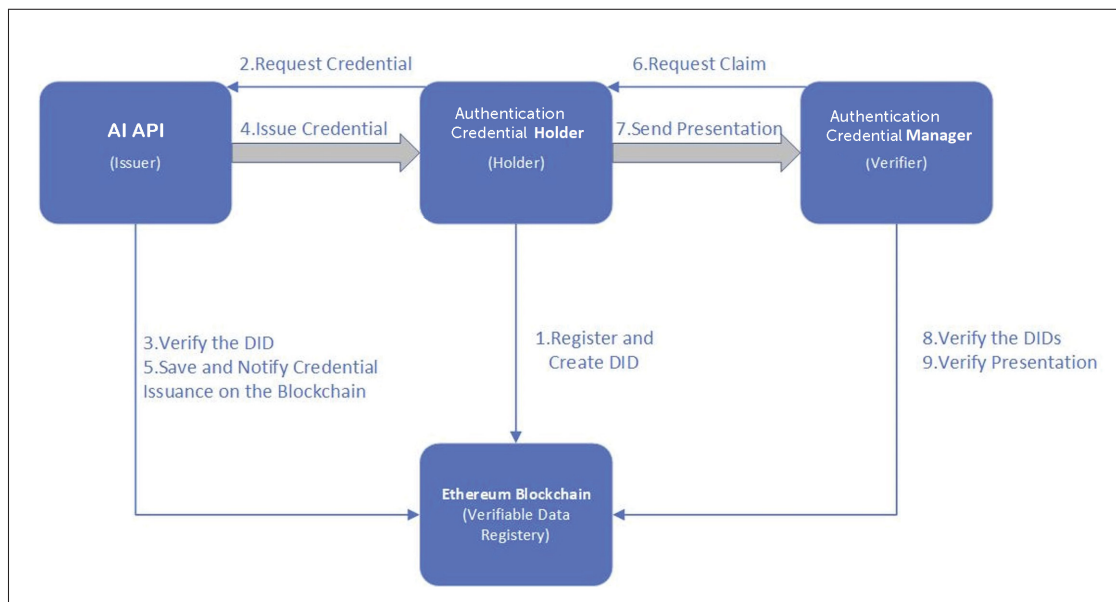 2.Request Credential
6.Request Claim
AI API
(Issuer)
4.Issue Credential
Authentication
Credential Holder
(Holder)
7.Send Presentation
Authentication
Credential Manager
(Verifier)
3.Verify the DID
5.Save and Notify Credential
Issuance on the Blockchain
1.Register and
Create DID
8.Verify the DIDs
9.Verify Presentation
Ethereum Blockchain
(Verifiable Data
Registery)